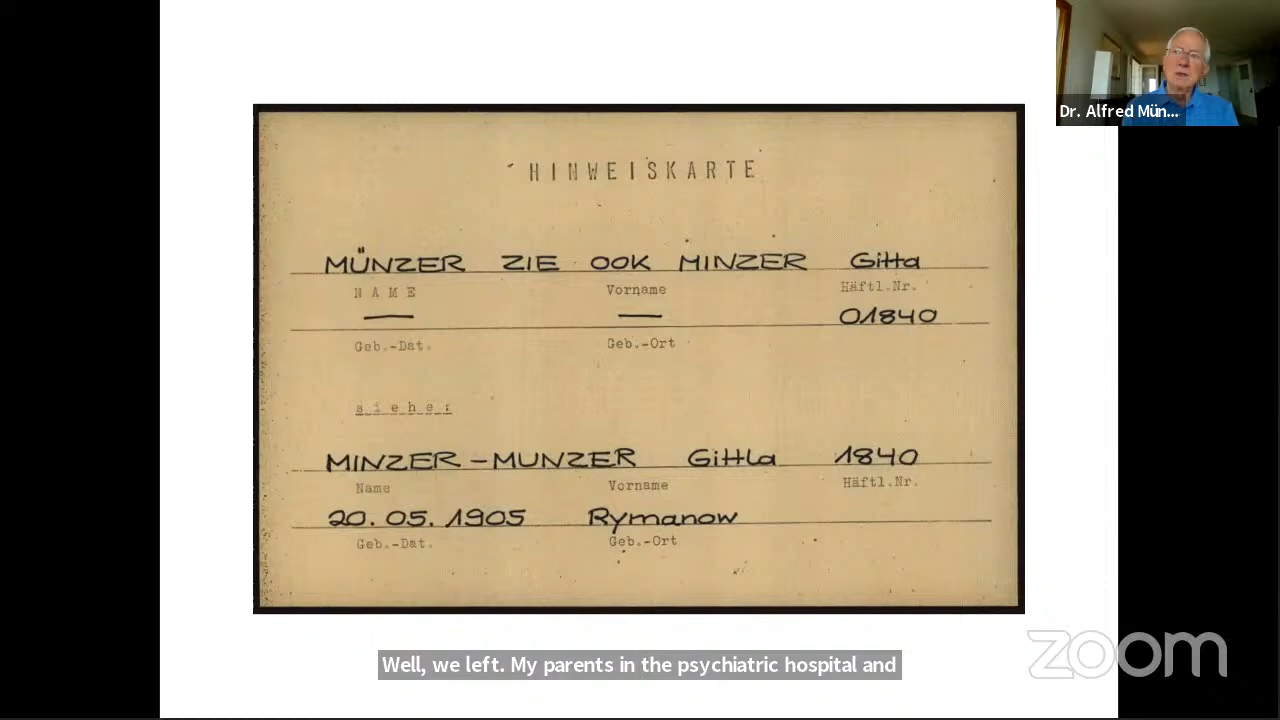 Dr. Alfred Mün...
HINWEISKARTE
MÜNZER ZIE OOK MINZER Gitta
NAME Vorname Häftl.Nr.
— — 01840
Geb.-Dat. Geb.-Ort
siehe:
MINZER-MUNZER Gittla 1840
Name Vorname Häftl.Nr.
20. 05. 1905 Rymanow
Geb.-Dat. Geb.-Ort
Well, we left. My parents in the psychiatric hospital and
zoom